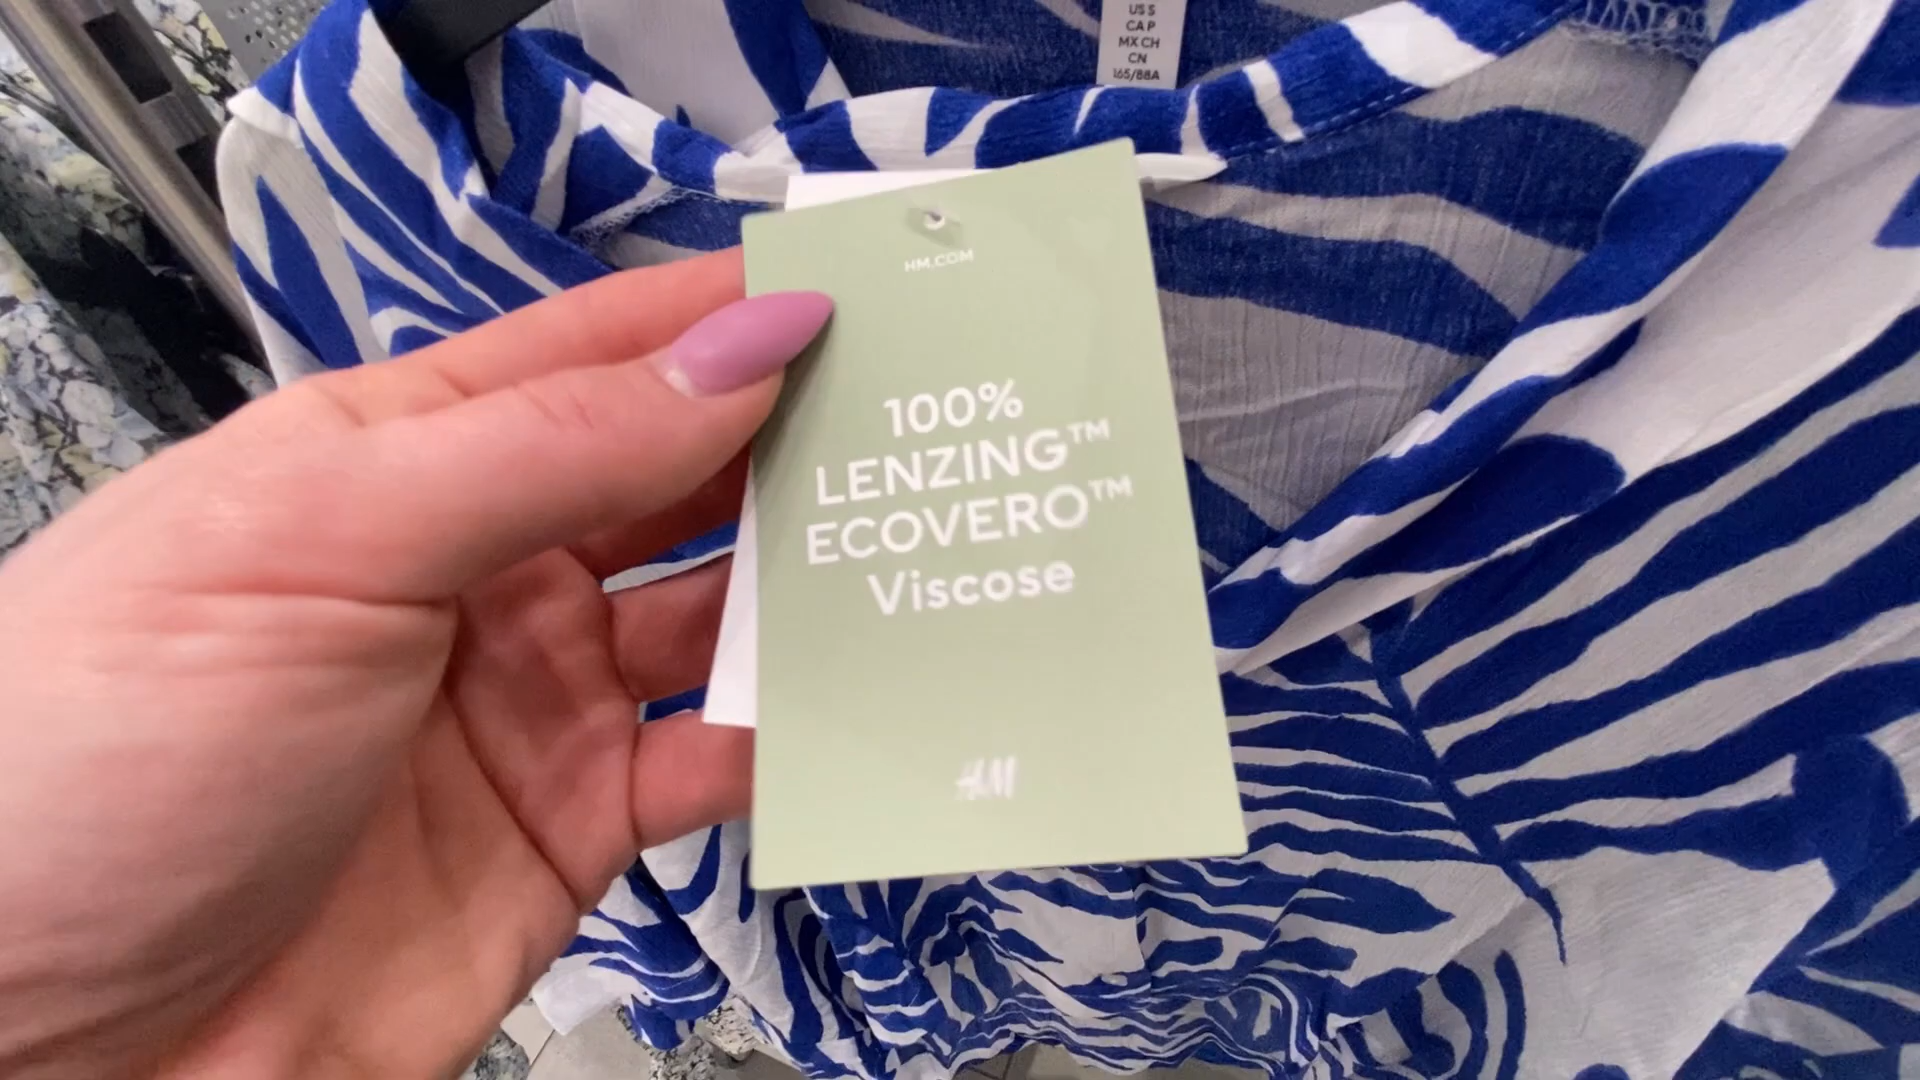 US S
CA P
MX CH
CN
165/88A
HM.COM
100%
LENZING™
ECOVERO™
Viscose
H&M